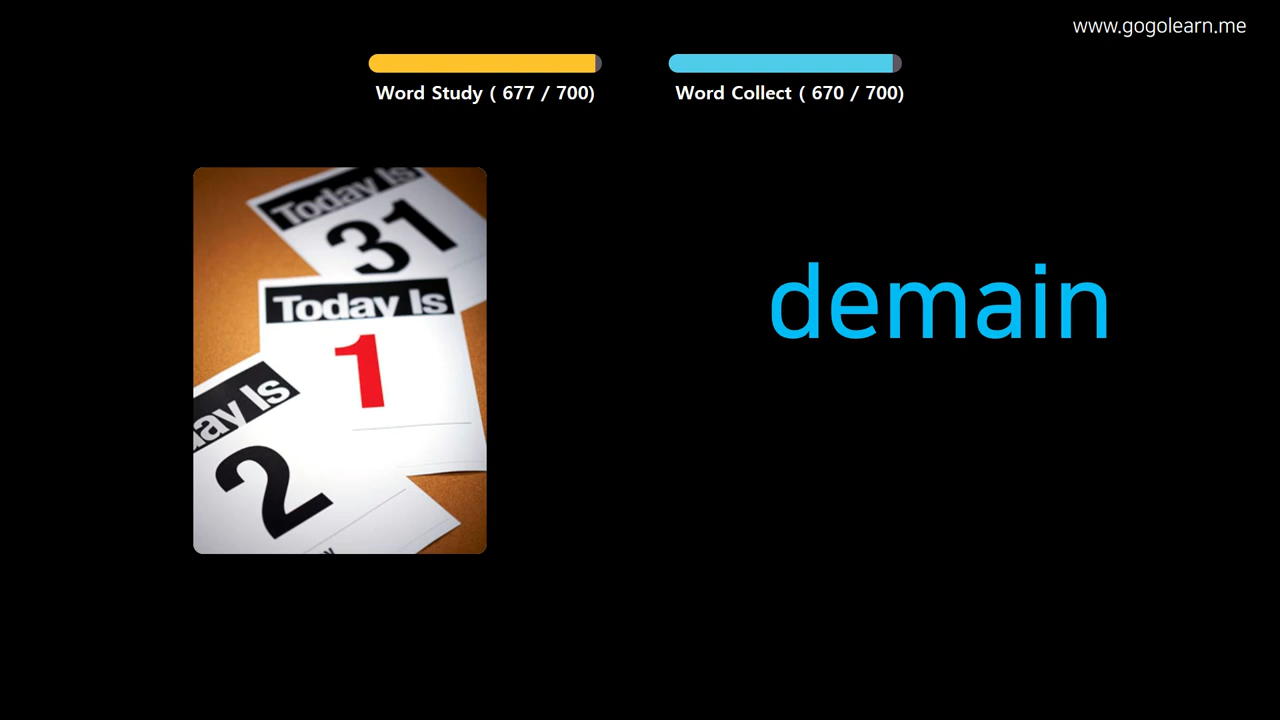 www.gogolearn.me
Word Study ( 677 / 700)
Word Collect ( 670 / 700)
Today Is
31
Today Is
1
ay Is
2
demain